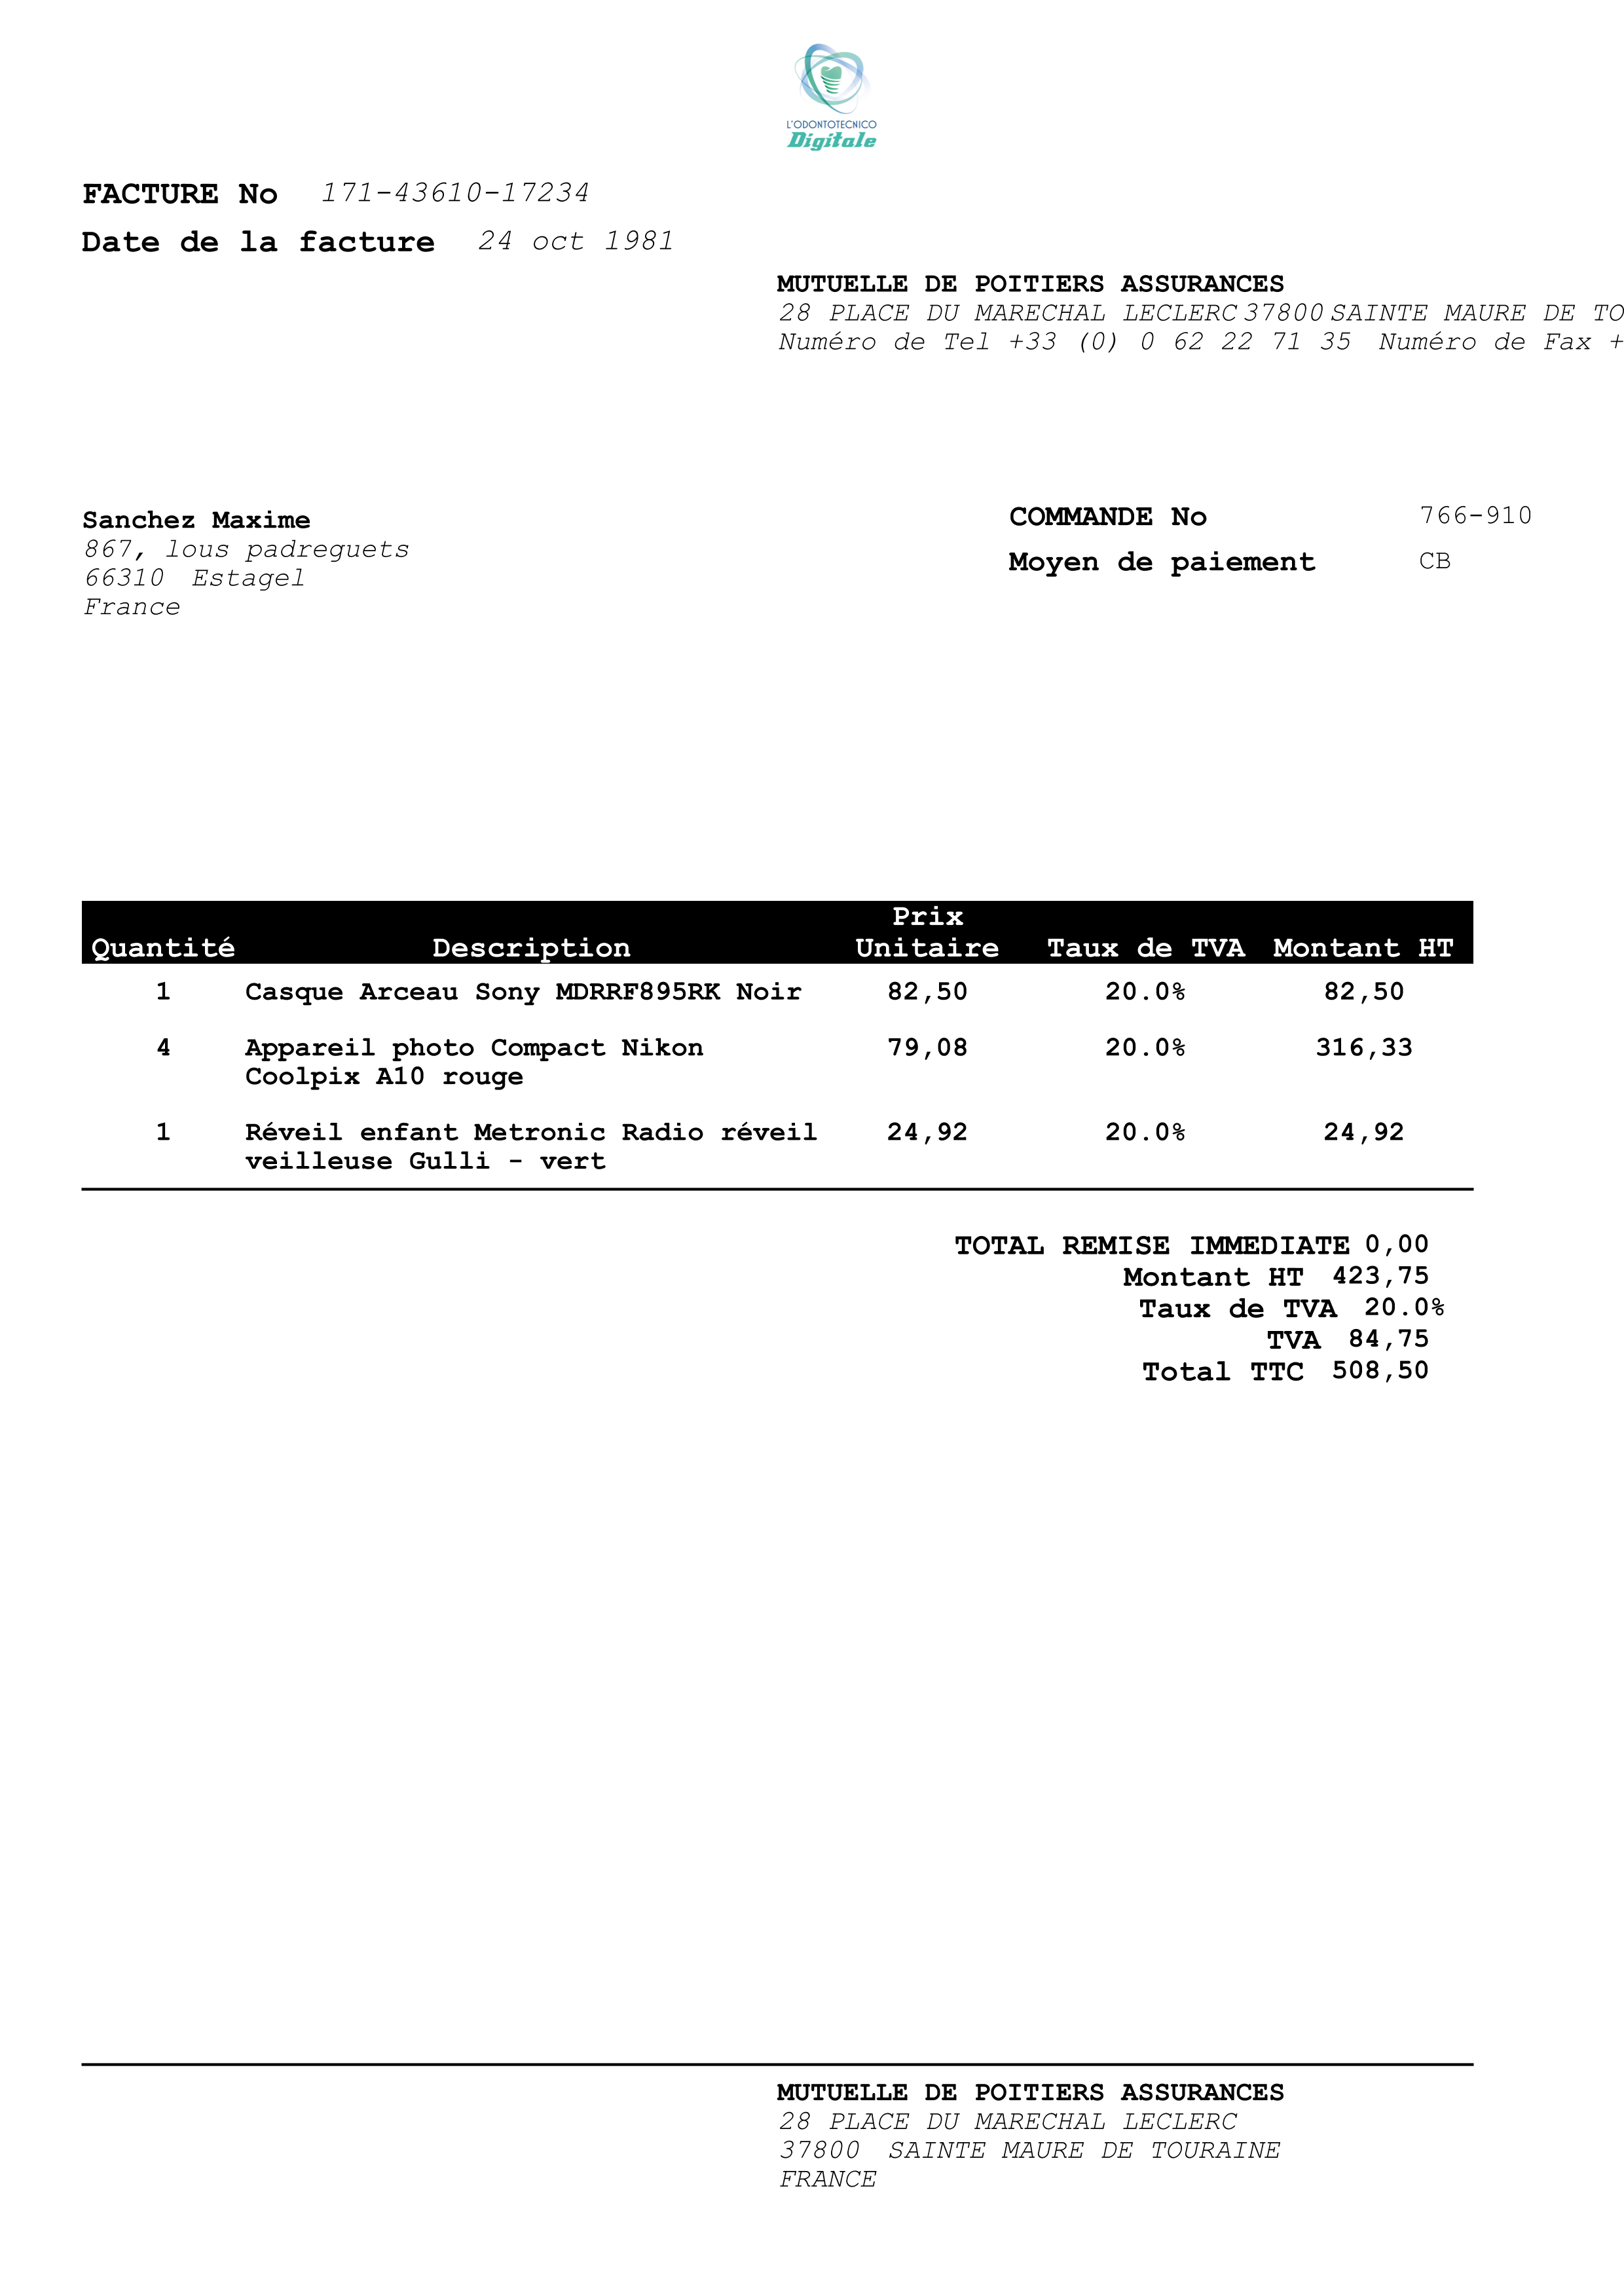 L'ODONTOTECNICO
Digitale
FACTURE No 171-43610-17234
Date de la facture 24 oct 1981
MUTUELLE DE POITIERS ASSURANCES
28 PLACE DU MARECHAL LECLERC 37800 SAINTE MAURE DE TO
Numéro de Tel +33 (0) 0 62 22 71 35 Numéro de Fax +
Sanchez Maxime
867, lous padreguets
66310 Estagel
France
COMMANDE No 766-910
Moyen de paiement CB
Quantité Description Prix Unitaire Taux de TVA Montant HT
1 Casque Arceau Sony MDRRF895RK Noir 82,50 20.0% 82,50
4 Appareil photo Compact Nikon 79,08 20.0% 316,33
Coolpix A10 rouge
1 Réveil enfant Metronic Radio réveil 24,92 20.0% 24,92
veilleuse Gulli - vert
TOTAL REMISE IMMEDIATE 0,00
Montant HT 423,75
Taux de TVA 20.0%
TVA 84,75
Total TTC 508,50
MUTUELLE DE POITIERS ASSURANCES
28 PLACE DU MARECHAL LECLERC
37800 SAINTE MAURE DE TOURAINE
FRANCE